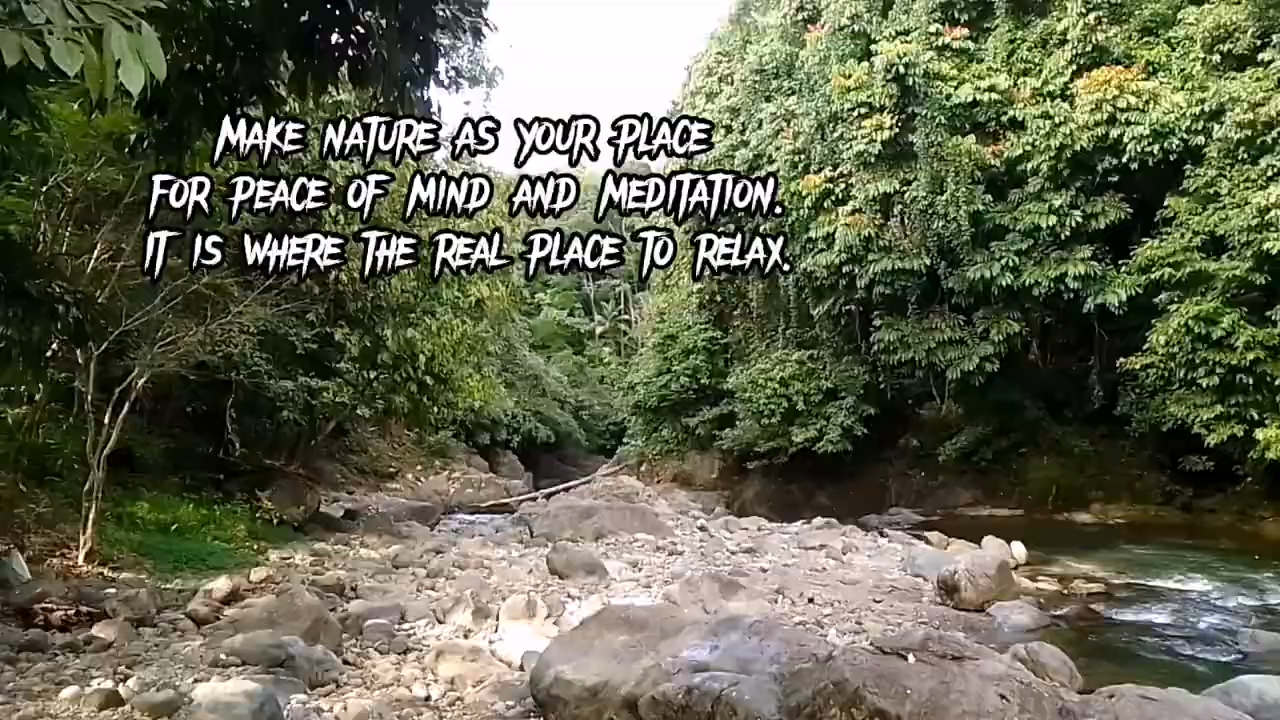 MAKE NATURE AS YOUR PLACE
FOR PEACE OF MIND AND MEDITATION.
IT IS WHERE THE REAL PLACE TO RELAX.